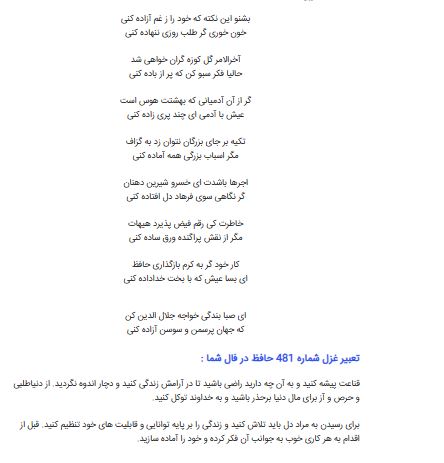 بشنو این نکته که خود را ز غم آزاده کنی
خون خوری گر طلب روزی ننهاده کنی
آخرالامر گل کوزه گران خواهی شد
حالیا فکر سبو کن که پر از باده کنی
گر از آن آدمیانی که بهشتت هوس است
عیش با آدمی ای چند پری زاده کنی
تکیه بر جای بزرگان نتوان زد به گزاف
مگر اسباب بزرگی همه آماده کنی
اجرها باشدت ای خسرو شیرین دهنان
گر نگاهی سوی فرهاد دل افتاده کنی
خاطرت کی رقم فیض پذیرد هیهات
مگر از نقش پراگنده ورق ساده کنی
کار خود گر به کرم بازگذاری حافظ
ای بسا عیش که با بخت خداداده کنی
ای صبا بندگی خواجه جلال الدین کن
که جهان پرسمن و سوسن آزاده کنی
تعبیر غزل شماره 481 حافظ در فال شما :
قناعت پیشه کنید و به آن چه دارید راضی باشید تا در آرامش زندگی کنید و دچار اندوه نگردید. از دنیاطلبی
و حرص و آز برای مال دنیا برحذر باشید و به خداوند توکل کنید.
برای رسیدن به مراد دل باید تلاش کنید و زندگی را بر پایه توانایی و قابلیت های خود تنظیم کنید. قبل از
اقدام به هر کاری خوب به جوانب آن فکر کرده و خود را آماده سازید.